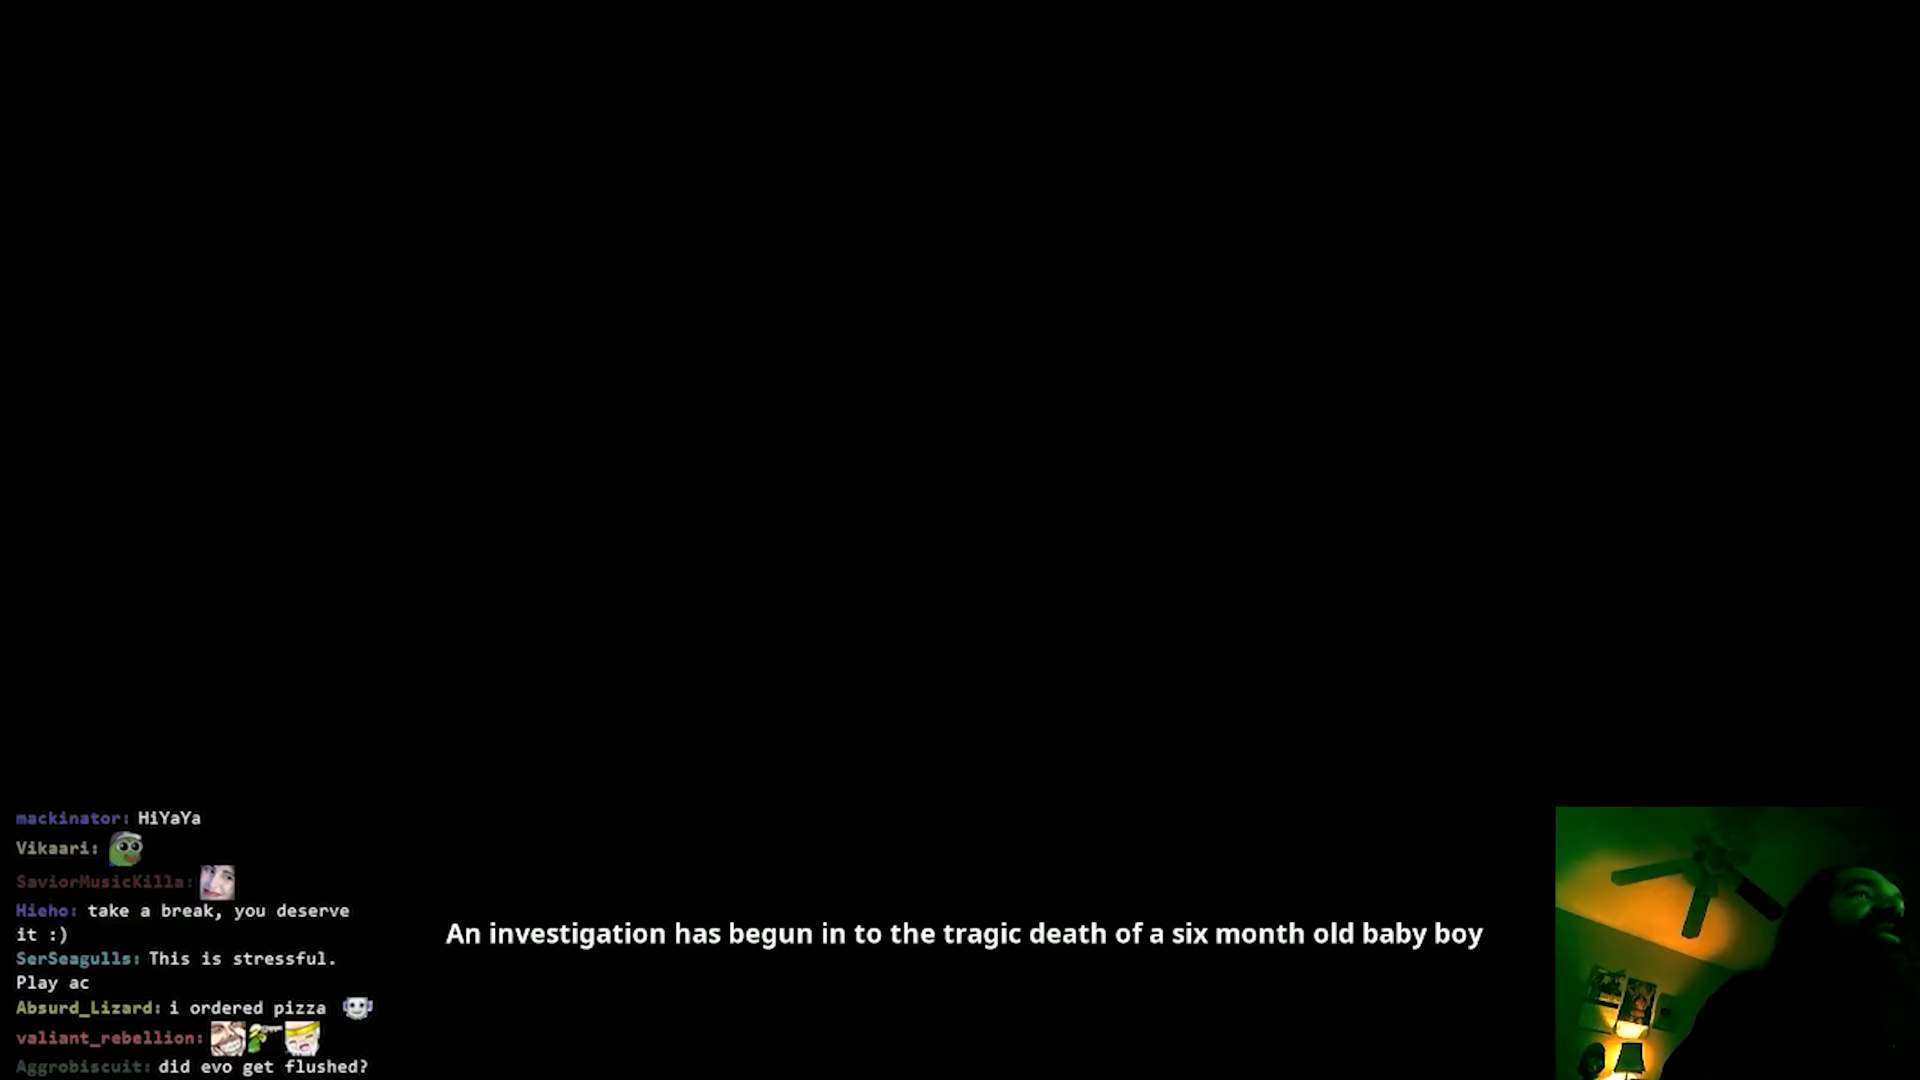 mackinator: HiYaYa
Vikaari:
SaviorMusicKilla:
Hieho: take a break, you deserve
it :)
SerSeagulls: This is stressful.
Play ac
Absurd_Lizard: i ordered pizza
valiant_rebellion:
Aggrobiscuit: did evo get flushed?
An investigation has begun in to the tragic death of a six month old baby boy